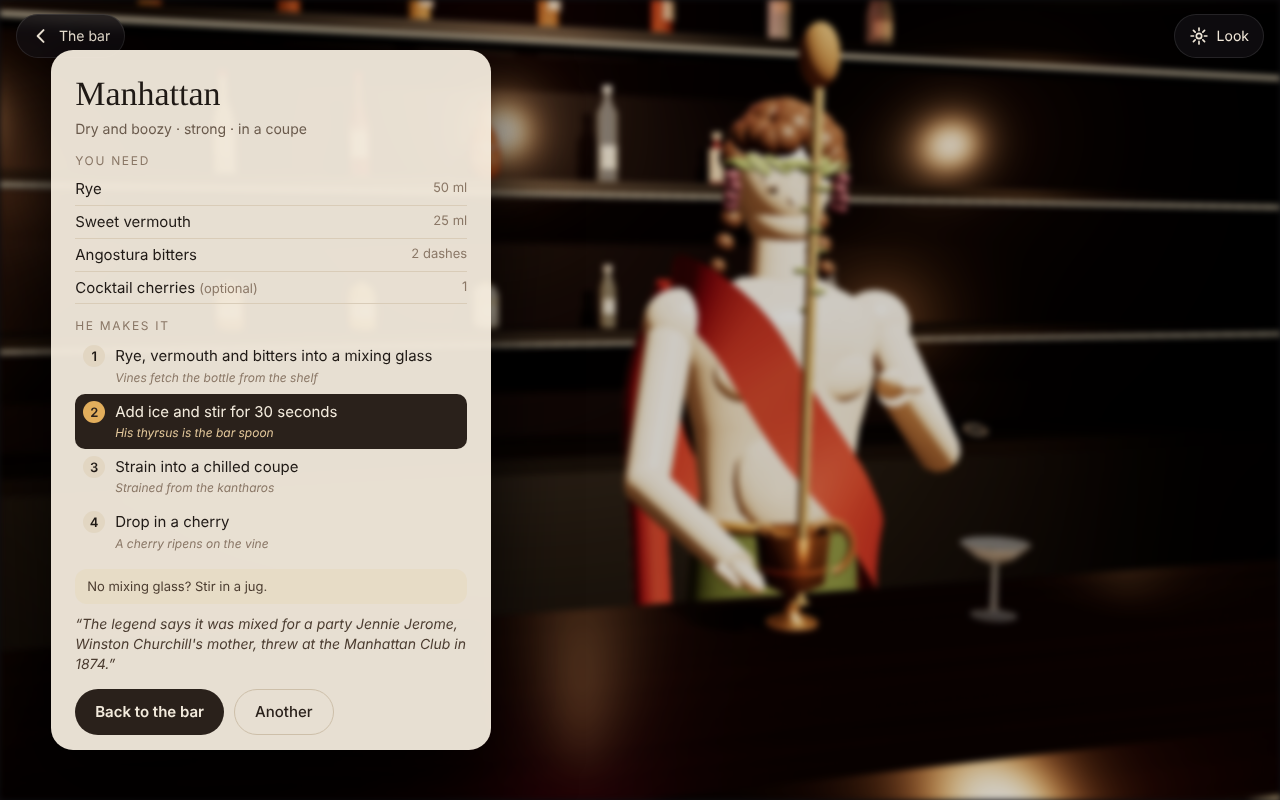 The bar
Look
Manhattan
Dry and boozy · strong · in a coupe
YOU NEED
Rye 50 ml
Sweet vermouth 25 ml
Angostura bitters 2 dashes
Cocktail cherries (optional) 1
HE MAKES IT
1 Rye, vermouth and bitters into a mixing glass
Vines fetch the bottle from the shelf
2 Add ice and stir for 30 seconds
His thyrsus is the bar spoon
3 Strain into a chilled coupe
Strained from the kantharos
4 Drop in a cherry
A cherry ripens on the vine
No mixing glass? Stir in a jug.
“The legend says it was mixed for a party Jennie Jerome,
Winston Churchill's mother, threw at the Manhattan Club in
1874.”
Back to the bar
Another